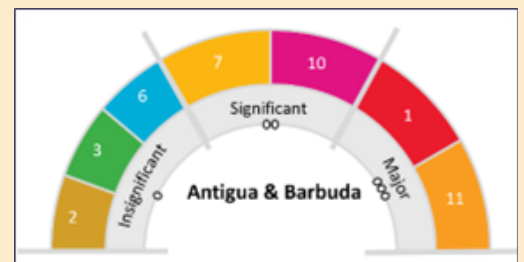 2
3
6
7
10
1
11
Insignificant
o
Significant
oo
Major
ooo
Antigua & Barbuda